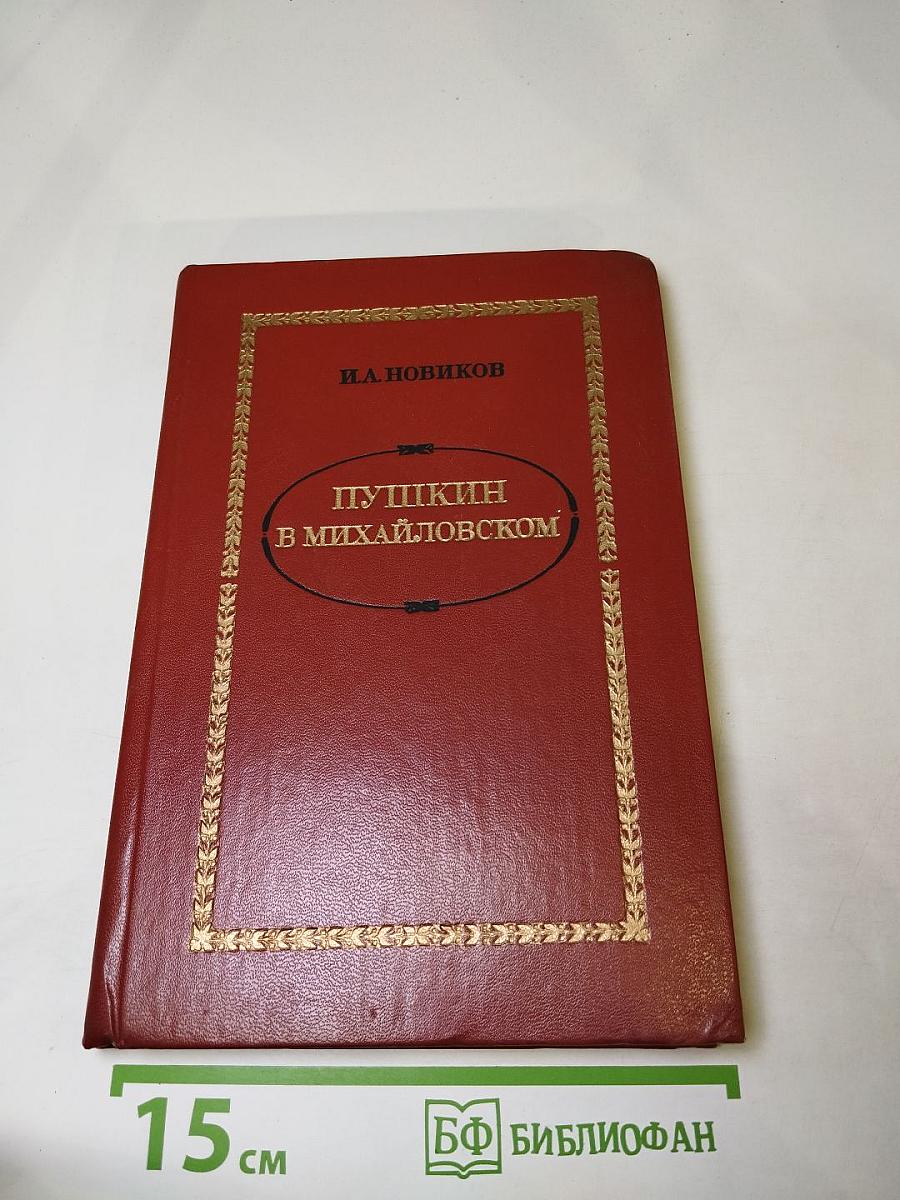 И.А.НОВИКОВ
ПУШКИН
В МИХАЙЛОВСКОМ
15 см
БФ БИБЛИОФАН